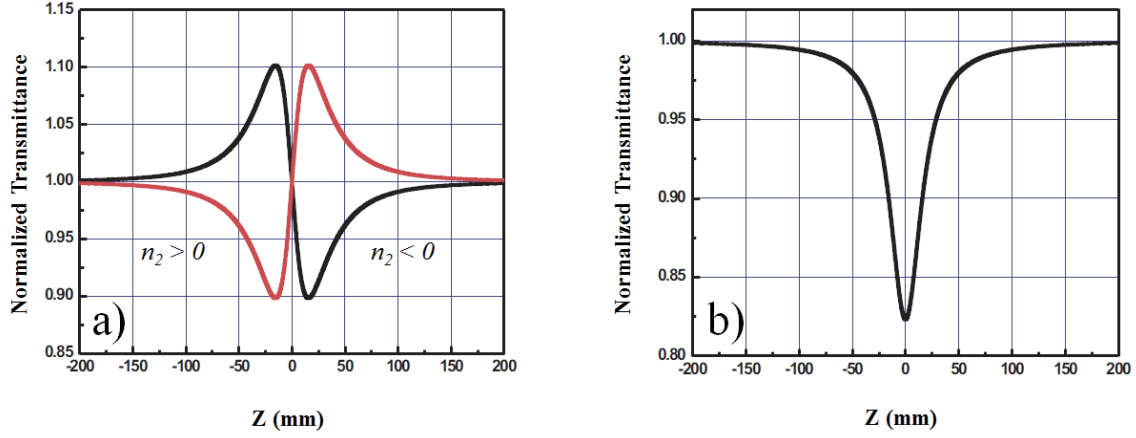 1.15
1.10
1.05
1.00
0.95
0.90
0.85
Normalized Transmittance
n2 > 0
n2 < 0
a)
-200 -150 -100 -50 0 50 100 150 200
Z (mm)
1.00
0.95
0.90
0.85
0.80
Normalized Transmittance
b)
-200 -150 -100 -50 0 50 100 150 200
Z (mm)